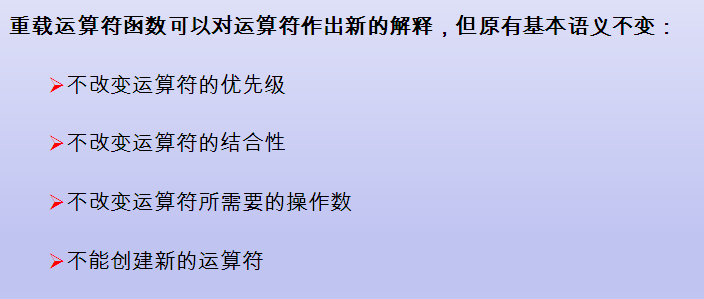 重载运算符函数可以对运算符作出新的解释，但原有基本语义不变：
不改变运算符的优先级
不改变运算符的结合性
不改变运算符所需要的操作数
不能创建新的运算符